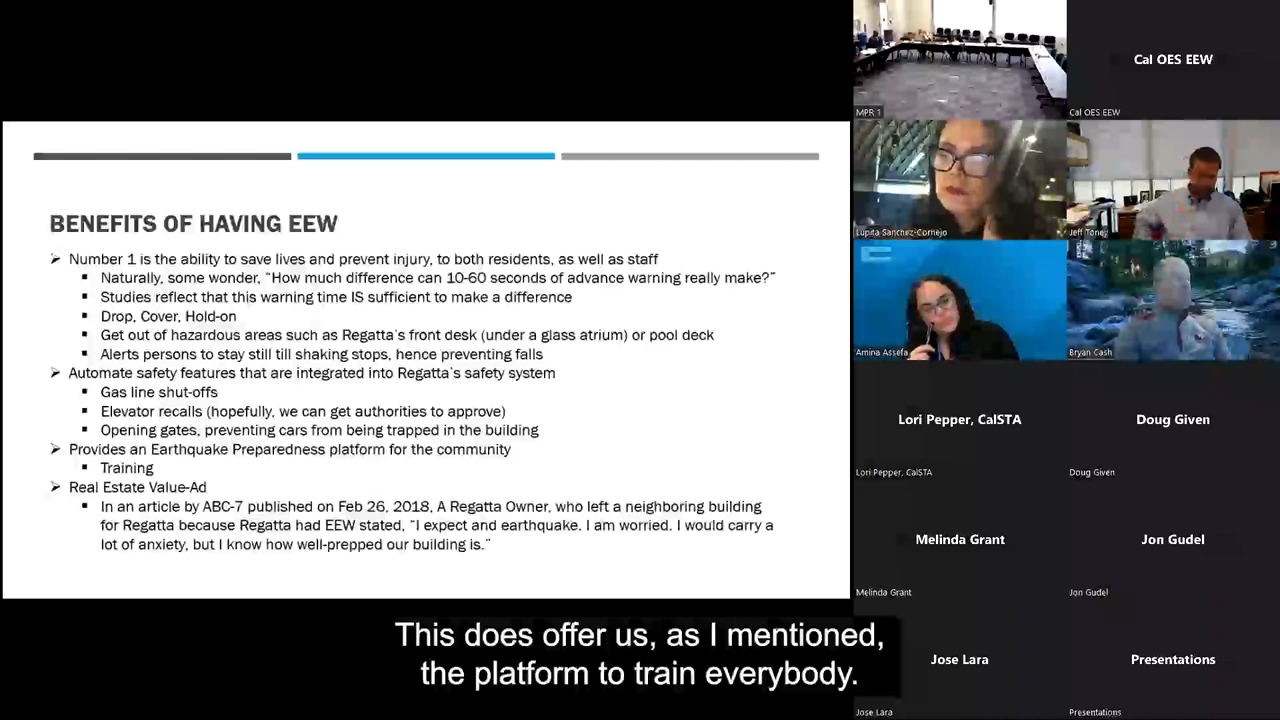 BENEFITS OF HAVING EEW
Number 1 is the ability to save lives and prevent injury, to both residents, as well as staff
Naturally, some wonder, “How much difference can 10-60 seconds of advance warning really make?”
Studies reflect that this warning time IS sufficient to make a difference
Drop, Cover, Hold-on
Get out of hazardous areas such as Regatta’s front desk (under a glass atrium) or pool deck
Alerts persons to stay still till shaking stops, hence preventing falls
Automate safety features that are integrated into Regatta’s safety system
Gas line shut-offs
Elevator recalls (hopefully, we can get authorities to approve)
Opening gates, preventing cars from being trapped in the building
Provides an Earthquake Preparedness platform for the community
Training
Real Estate Value-Ad
In an article by ABC-7 published on Feb 26, 2018, A Regatta Owner, who left a neighboring building
for Regatta because Regatta had EEW stated, “I expect and earthquake. I am worried. I would carry a
lot of anxiety, but I know how well-prepped our building is.”
This does offer us, as I mentioned,
the platform to train everybody.
MPR 1
Cal OES EEW
Cal OES EEW
Lupita Sanchez-Cornejo
Jeff Toney
Amina Assefa
Bryan Cash
Lori Pepper, CalSTA
Lori Pepper, CalSTA
Doug Given
Doug Given
Melinda Grant
Melinda Grant
Jon Gudel
Jon Gudel
Jose Lara
Jose Lara
Presentations
Presentations